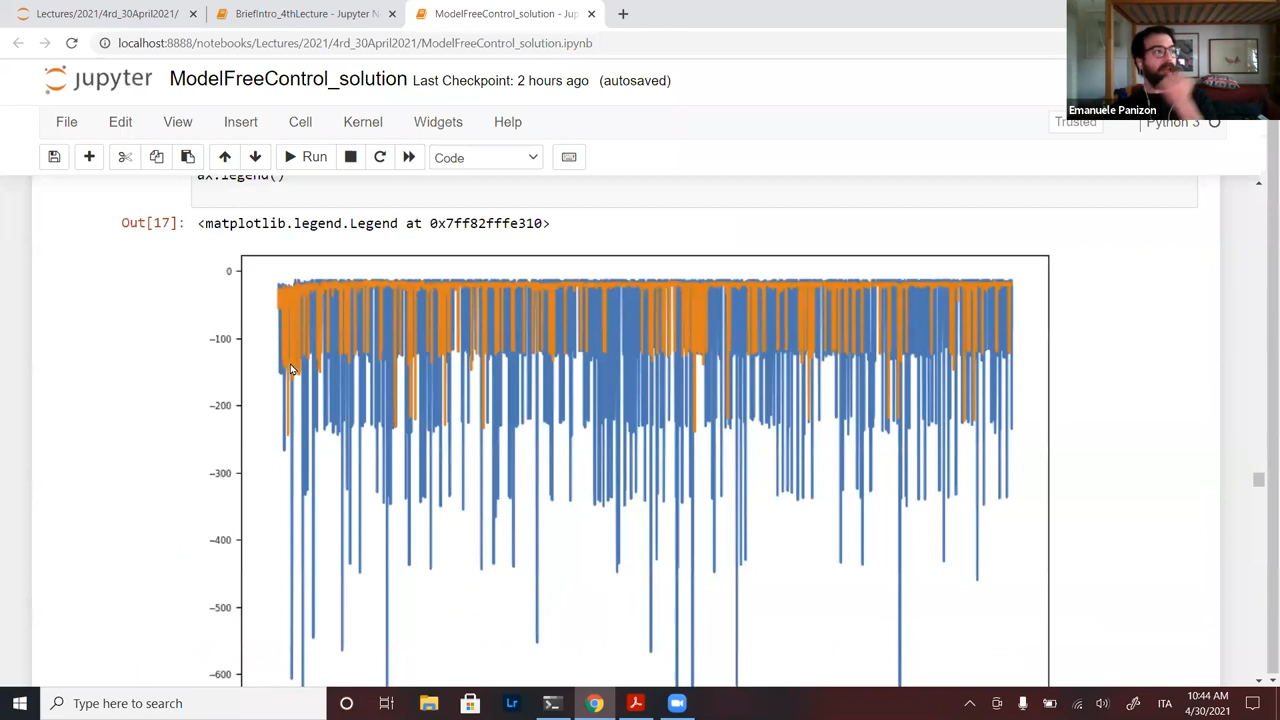 Lectures/2021/4rd_30April2021/
BriefIntro_4thLecture - Jupyter N
ModelFreeControl_solution - Jup
localhost:8888/notebooks/Lectures/2021/4rd_30April2021/ModelFreeControl_solution.ipynb
jupyter ModelFreeControl_solution Last Checkpoint: 2 hours ago (autosaved)
Emanuele Panizon
File Edit View Insert Cell Kernel Widgets Help
Trusted
Python 3
Run
Code
ax.legend()
Out[17]: <matplotlib.legend.Legend at 0x7ff82fffe310>
0
−100
−200
−300
−400
−500
−600
Type here to search
ITA
10:44 AM
4/30/2021